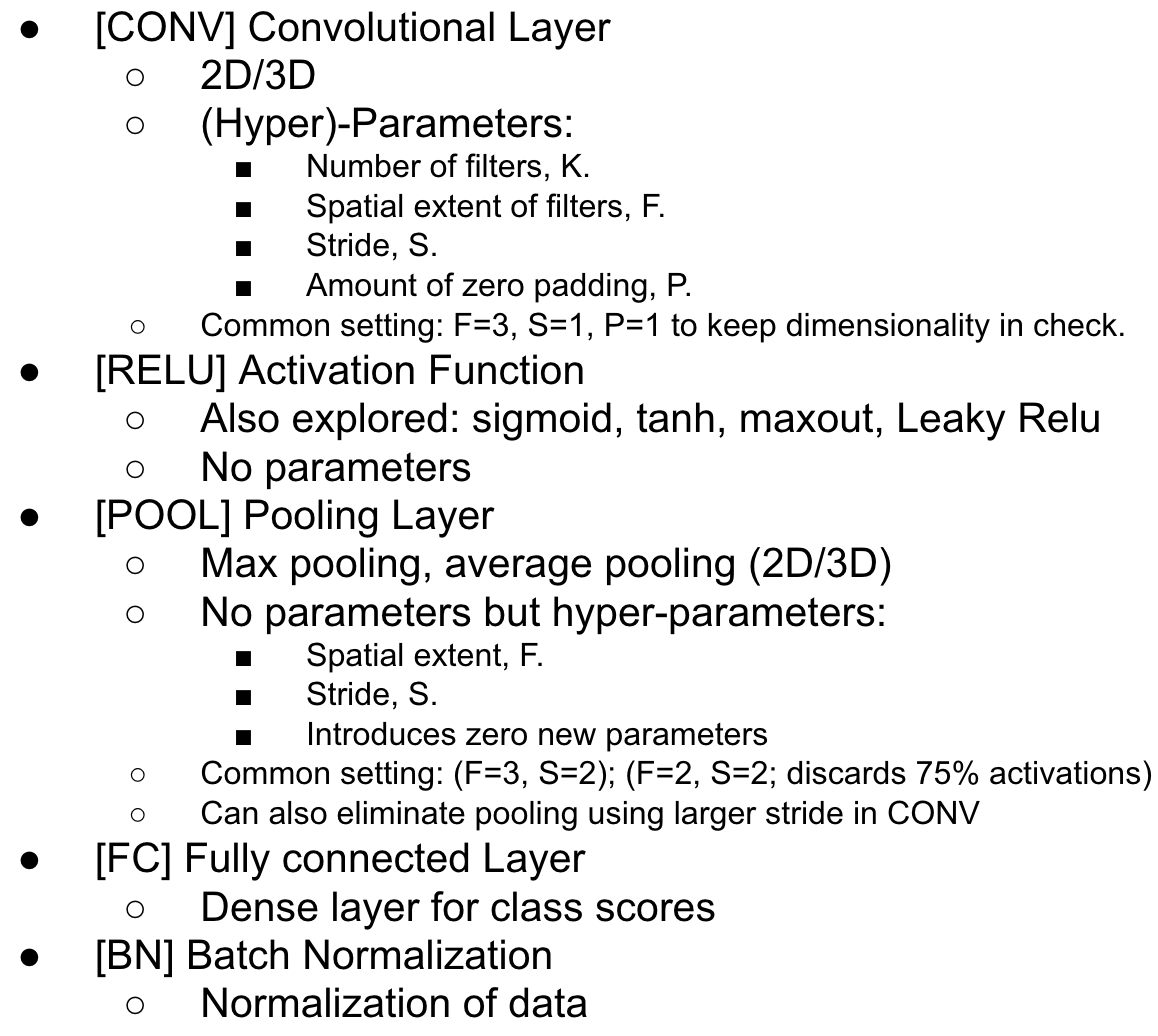 ● [CONV] Convolutional Layer
○ 2D/3D
○ (Hyper)-Parameters:
■ Number of filters, K.
■ Spatial extent of filters, F.
■ Stride, S.
■ Amount of zero padding, P.
○ Common setting: F=3, S=1, P=1 to keep dimensionality in check.
● [RELU] Activation Function
○ Also explored: sigmoid, tanh, maxout, Leaky Relu
○ No parameters
● [POOL] Pooling Layer
○ Max pooling, average pooling (2D/3D)
○ No parameters but hyper-parameters:
■ Spatial extent, F.
■ Stride, S.
■ Introduces zero new parameters
○ Common setting: (F=3, S=2); (F=2, S=2; discards 75% activations)
○ Can also eliminate pooling using larger stride in CONV
● [FC] Fully connected Layer
○ Dense layer for class scores
● [BN] Batch Normalization
○ Normalization of data